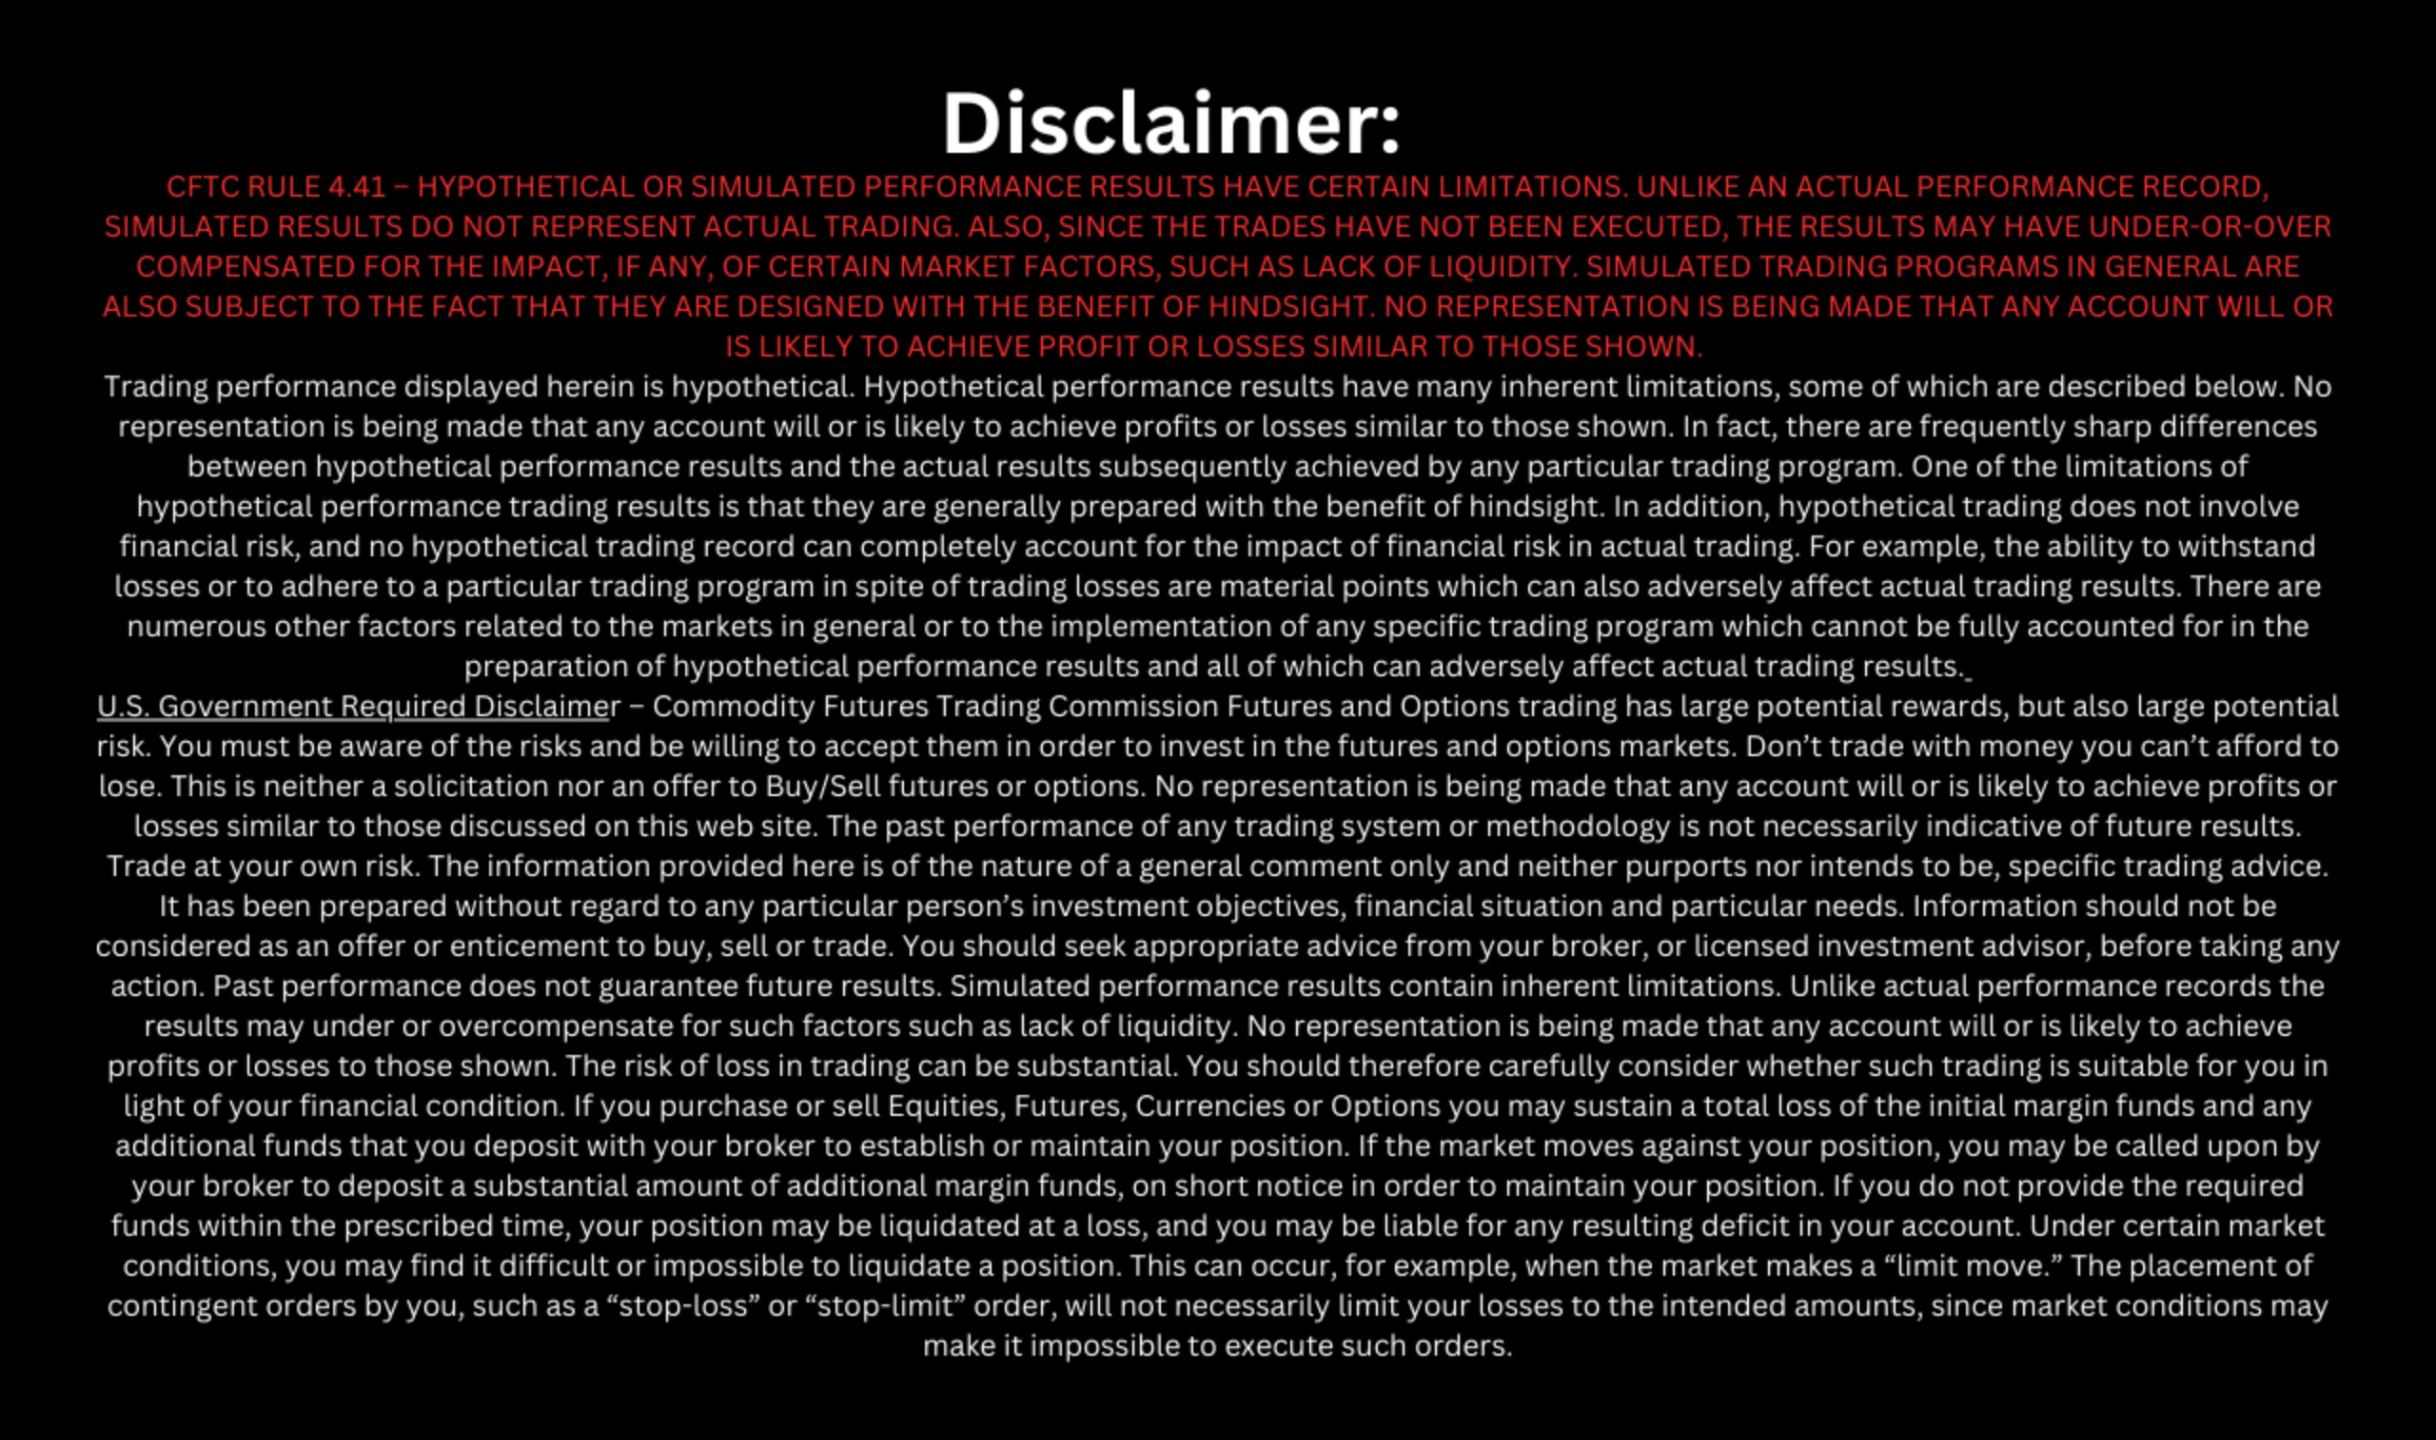 Disclaimer:
CFTC RULE 4.41 – HYPOTHETICAL OR SIMULATED PERFORMANCE RESULTS HAVE CERTAIN LIMITATIONS. UNLIKE AN ACTUAL PERFORMANCE RECORD,
SIMULATED RESULTS DO NOT REPRESENT ACTUAL TRADING. ALSO, SINCE THE TRADES HAVE NOT BEEN EXECUTED, THE RESULTS MAY HAVE UNDER-OR-OVER
COMPENSATED FOR THE IMPACT, IF ANY, OF CERTAIN MARKET FACTORS, SUCH AS LACK OF LIQUIDITY. SIMULATED TRADING PROGRAMS IN GENERAL ARE
ALSO SUBJECT TO THE FACT THAT THEY ARE DESIGNED WITH THE BENEFIT OF HINDSIGHT. NO REPRESENTATION IS BEING MADE THAT ANY ACCOUNT WILL OR
IS LIKELY TO ACHIEVE PROFIT OR LOSSES SIMILAR TO THOSE SHOWN.
Trading performance displayed herein is hypothetical. Hypothetical performance results have many inherent limitations, some of which are described below. No
representation is being made that any account will or is likely to achieve profits or losses similar to those shown. In fact, there are frequently sharp differences
between hypothetical performance results and the actual results subsequently achieved by any particular trading program. One of the limitations of
hypothetical performance trading results is that they are generally prepared with the benefit of hindsight. In addition, hypothetical trading does not involve
financial risk, and no hypothetical trading record can completely account for the impact of financial risk in actual trading. For example, the ability to withstand
losses or to adhere to a particular trading program in spite of trading losses are material points which can also adversely affect actual trading results. There are
numerous other factors related to the markets in general or to the implementation of any specific trading program which cannot be fully accounted for in the
preparation of hypothetical performance results and all of which can adversely affect actual trading results.
U.S. Government Required Disclaimer – Commodity Futures Trading Commission Futures and Options trading has large potential rewards, but also large potential
risk. You must be aware of the risks and be willing to accept them in order to invest in the futures and options markets. Don’t trade with money you can’t afford to
lose. This is neither a solicitation nor an offer to Buy/Sell futures or options. No representation is being made that any account will or is likely to achieve profits or
losses similar to those discussed on this web site. The past performance of any trading system or methodology is not necessarily indicative of future results.
Trade at your own risk. The information provided here is of the nature of a general comment only and neither purports nor intends to be, specific trading advice.
It has been prepared without regard to any particular person’s investment objectives, financial situation and particular needs. Information should not be
considered as an offer or enticement to buy, sell or trade. You should seek appropriate advice from your broker, or licensed investment advisor, before taking any
action. Past performance does not guarantee future results. Simulated performance results contain inherent limitations. Unlike actual performance records the
results may under or overcompensate for such factors such as lack of liquidity. No representation is being made that any account will or is likely to achieve
profits or losses to those shown. The risk of loss in trading can be substantial. You should therefore carefully consider whether such trading is suitable for you in
light of your financial condition. If you purchase or sell Equities, Futures, Currencies or Options you may sustain a total loss of the initial margin funds and any
additional funds that you deposit with your broker to establish or maintain your position. If the market moves against your position, you may be called upon by
your broker to deposit a substantial amount of additional margin funds, on short notice in order to maintain your position. If you do not provide the required
funds within the prescribed time, your position may be liquidated at a loss, and you may be liable for any resulting deficit in your account. Under certain market
conditions, you may find it difficult or impossible to liquidate a position. This can occur, for example, when the market makes a “limit move.” The placement of
contingent orders by you, such as a “stop-loss” or “stop-limit” order, will not necessarily limit your losses to the intended amounts, since market conditions may
make it impossible to execute such orders.